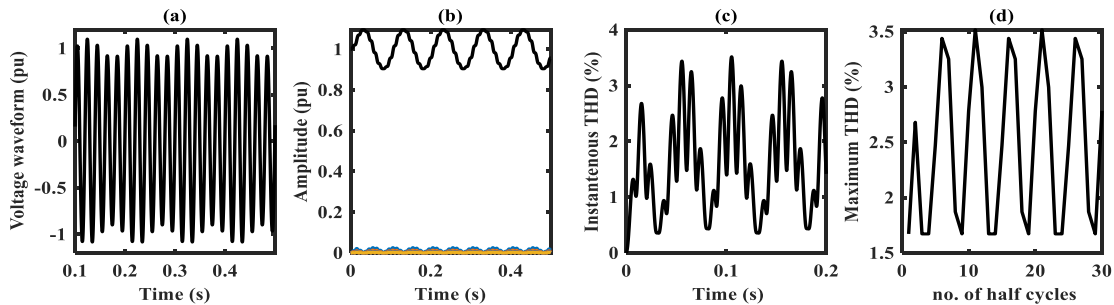 (a)
Voltage waveform (pu)
1
0.5
0
-0.5
-1
0.1 0.2 0.3 0.4
Time (s)
(b)
Amplitude (pu)
1
0.8
0.6
0.4
0.2
0
0 0.2 0.4
Time (s)
(c)
Instantenous THD (%)
4
3
2
1
0
0 0.1 0.2
Time (s)
(d)
Maximum THD (%)
3.5
3
2.5
2
1.5
0 10 20 30
no. of half cycles